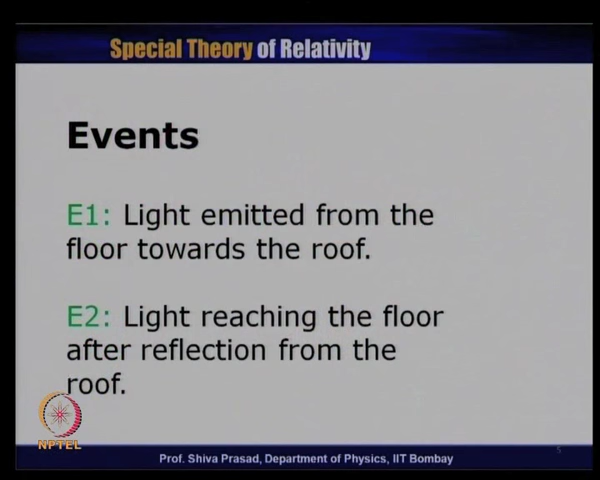 Special Theory of Relativity
Events
E1: Light emitted from the
floor towards the roof.
E2: Light reaching the floor
after reflection from the
roof.
NPTEL
Prof. Shiva Prasad, Department of Physics, IIT Bombay
5